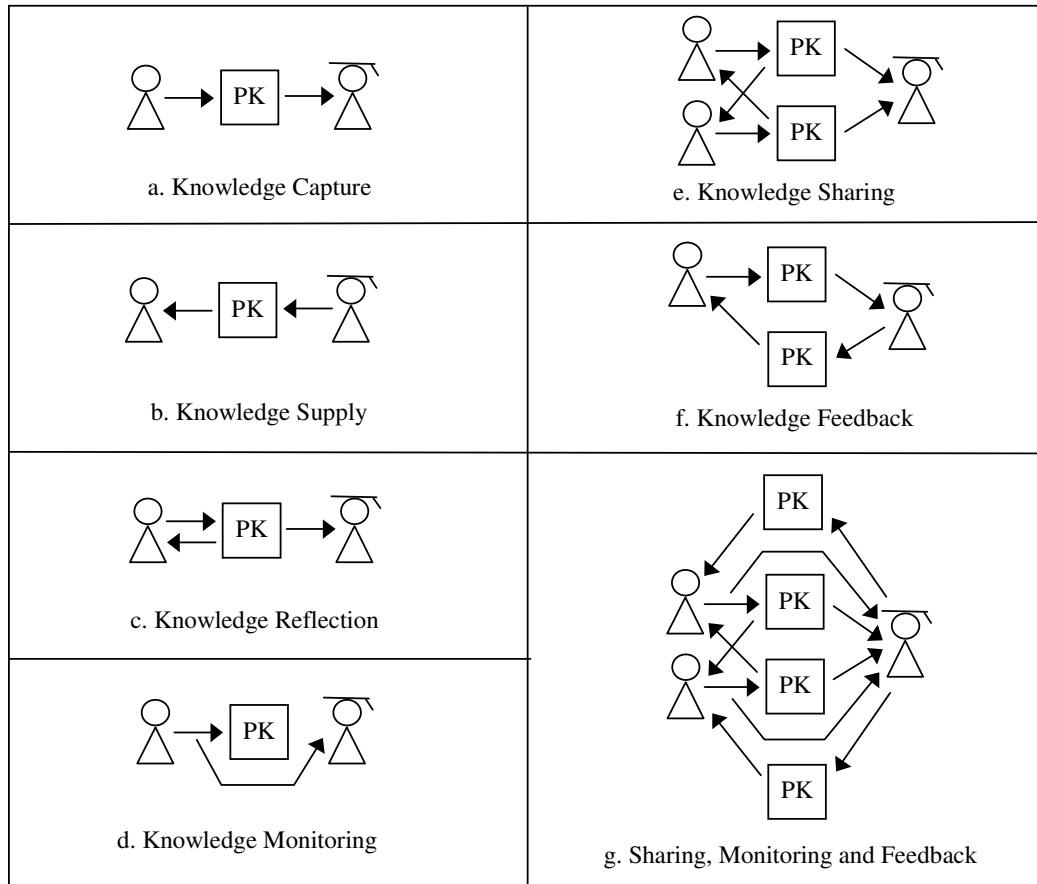 PK
a. Knowledge Capture
PK
b. Knowledge Supply
PK
c. Knowledge Reflection
PK
d. Knowledge Monitoring
PK
PK
e. Knowledge Sharing
PK
PK
f. Knowledge Feedback
PK
PK
PK
PK
g. Sharing, Monitoring and Feedback